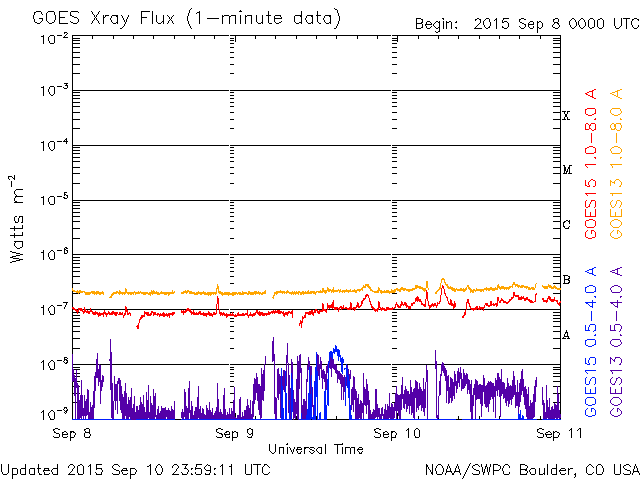 GOES Xray Flux (1-minute data)
Begin: 2015 Sep 8 0000 UTC
10⁻²
10⁻³
10⁻⁴
10⁻⁵
10⁻⁶
10⁻⁷
10⁻⁸
10⁻⁹
Watts m⁻²
X
M
C
B
A
GOES15 1.0-8.0 A
GOES13 1.0-8.0 A
GOES15 0.5-4.0 A
GOES13 0.5-4.0 A
Sep 8 Sep 9 Sep 10 Sep 11
Universal Time
Updated 2015 Sep 10 23:59:11 UTC
NOAA/SWPC Boulder, CO USA